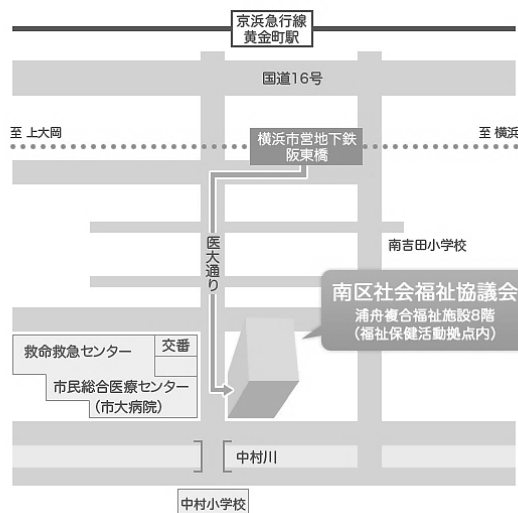 京浜急行線
黄金町駅
国道16号
至 上大岡
横浜市営地下鉄
阪東橋
至 横浜
医大通り
南吉田小学校
南区社会福祉協議会
浦舟複合福祉施設8階
（福祉保健活動拠点内）
救命救急センター
交番
市民総合医療センター
（市大病院）
中村川
中村小学校